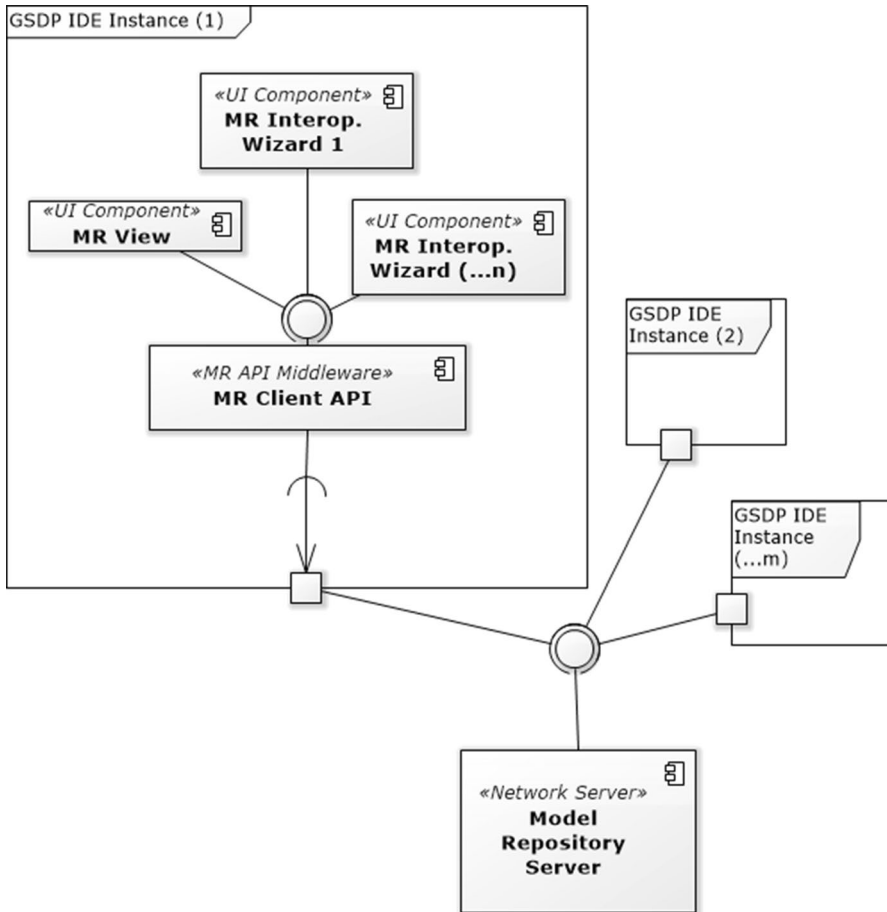 GSDP IDE Instance (1)
«UI Component»
MR Interop.
Wizard 1
«UI Component»
MR View
«UI Component»
MR Interop.
Wizard (...n)
«MR API Middleware»
MR Client API
GSDP IDE
Instance (2)
GSDP IDE
Instance
(...m)
«Network Server»
Model
Repository
Server